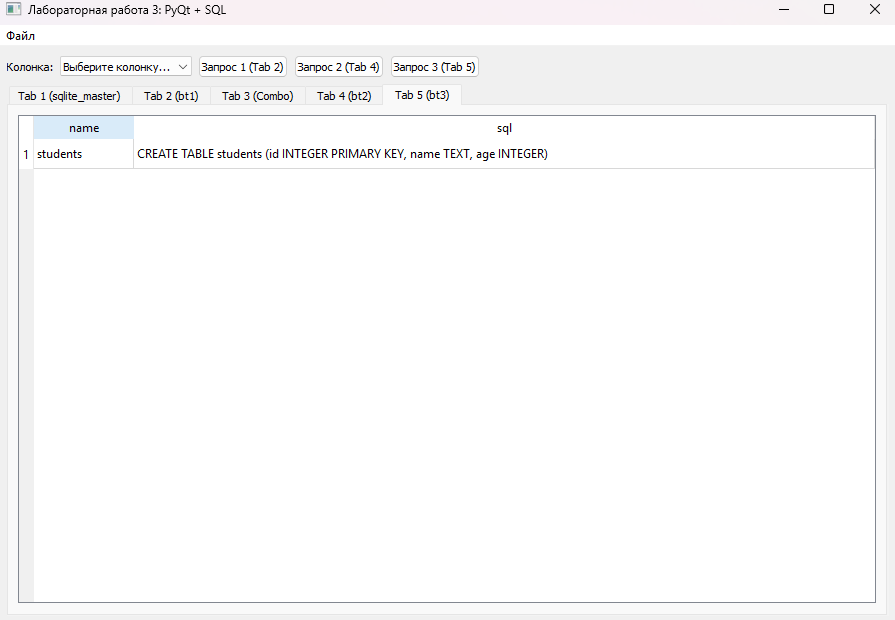 Лабораторная работа 3: PyQt + SQL
Файл
Колонка: Выберите колонку... Запрос 1 (Tab 2) Запрос 2 (Tab 4) Запрос 3 (Tab 5)
Tab 1 (sqlite_master) Tab 2 (bt1) Tab 3 (Combo) Tab 4 (bt2) Tab 5 (bt3)
name sql
1 students CREATE TABLE students (id INTEGER PRIMARY KEY, name TEXT, age INTEGER)